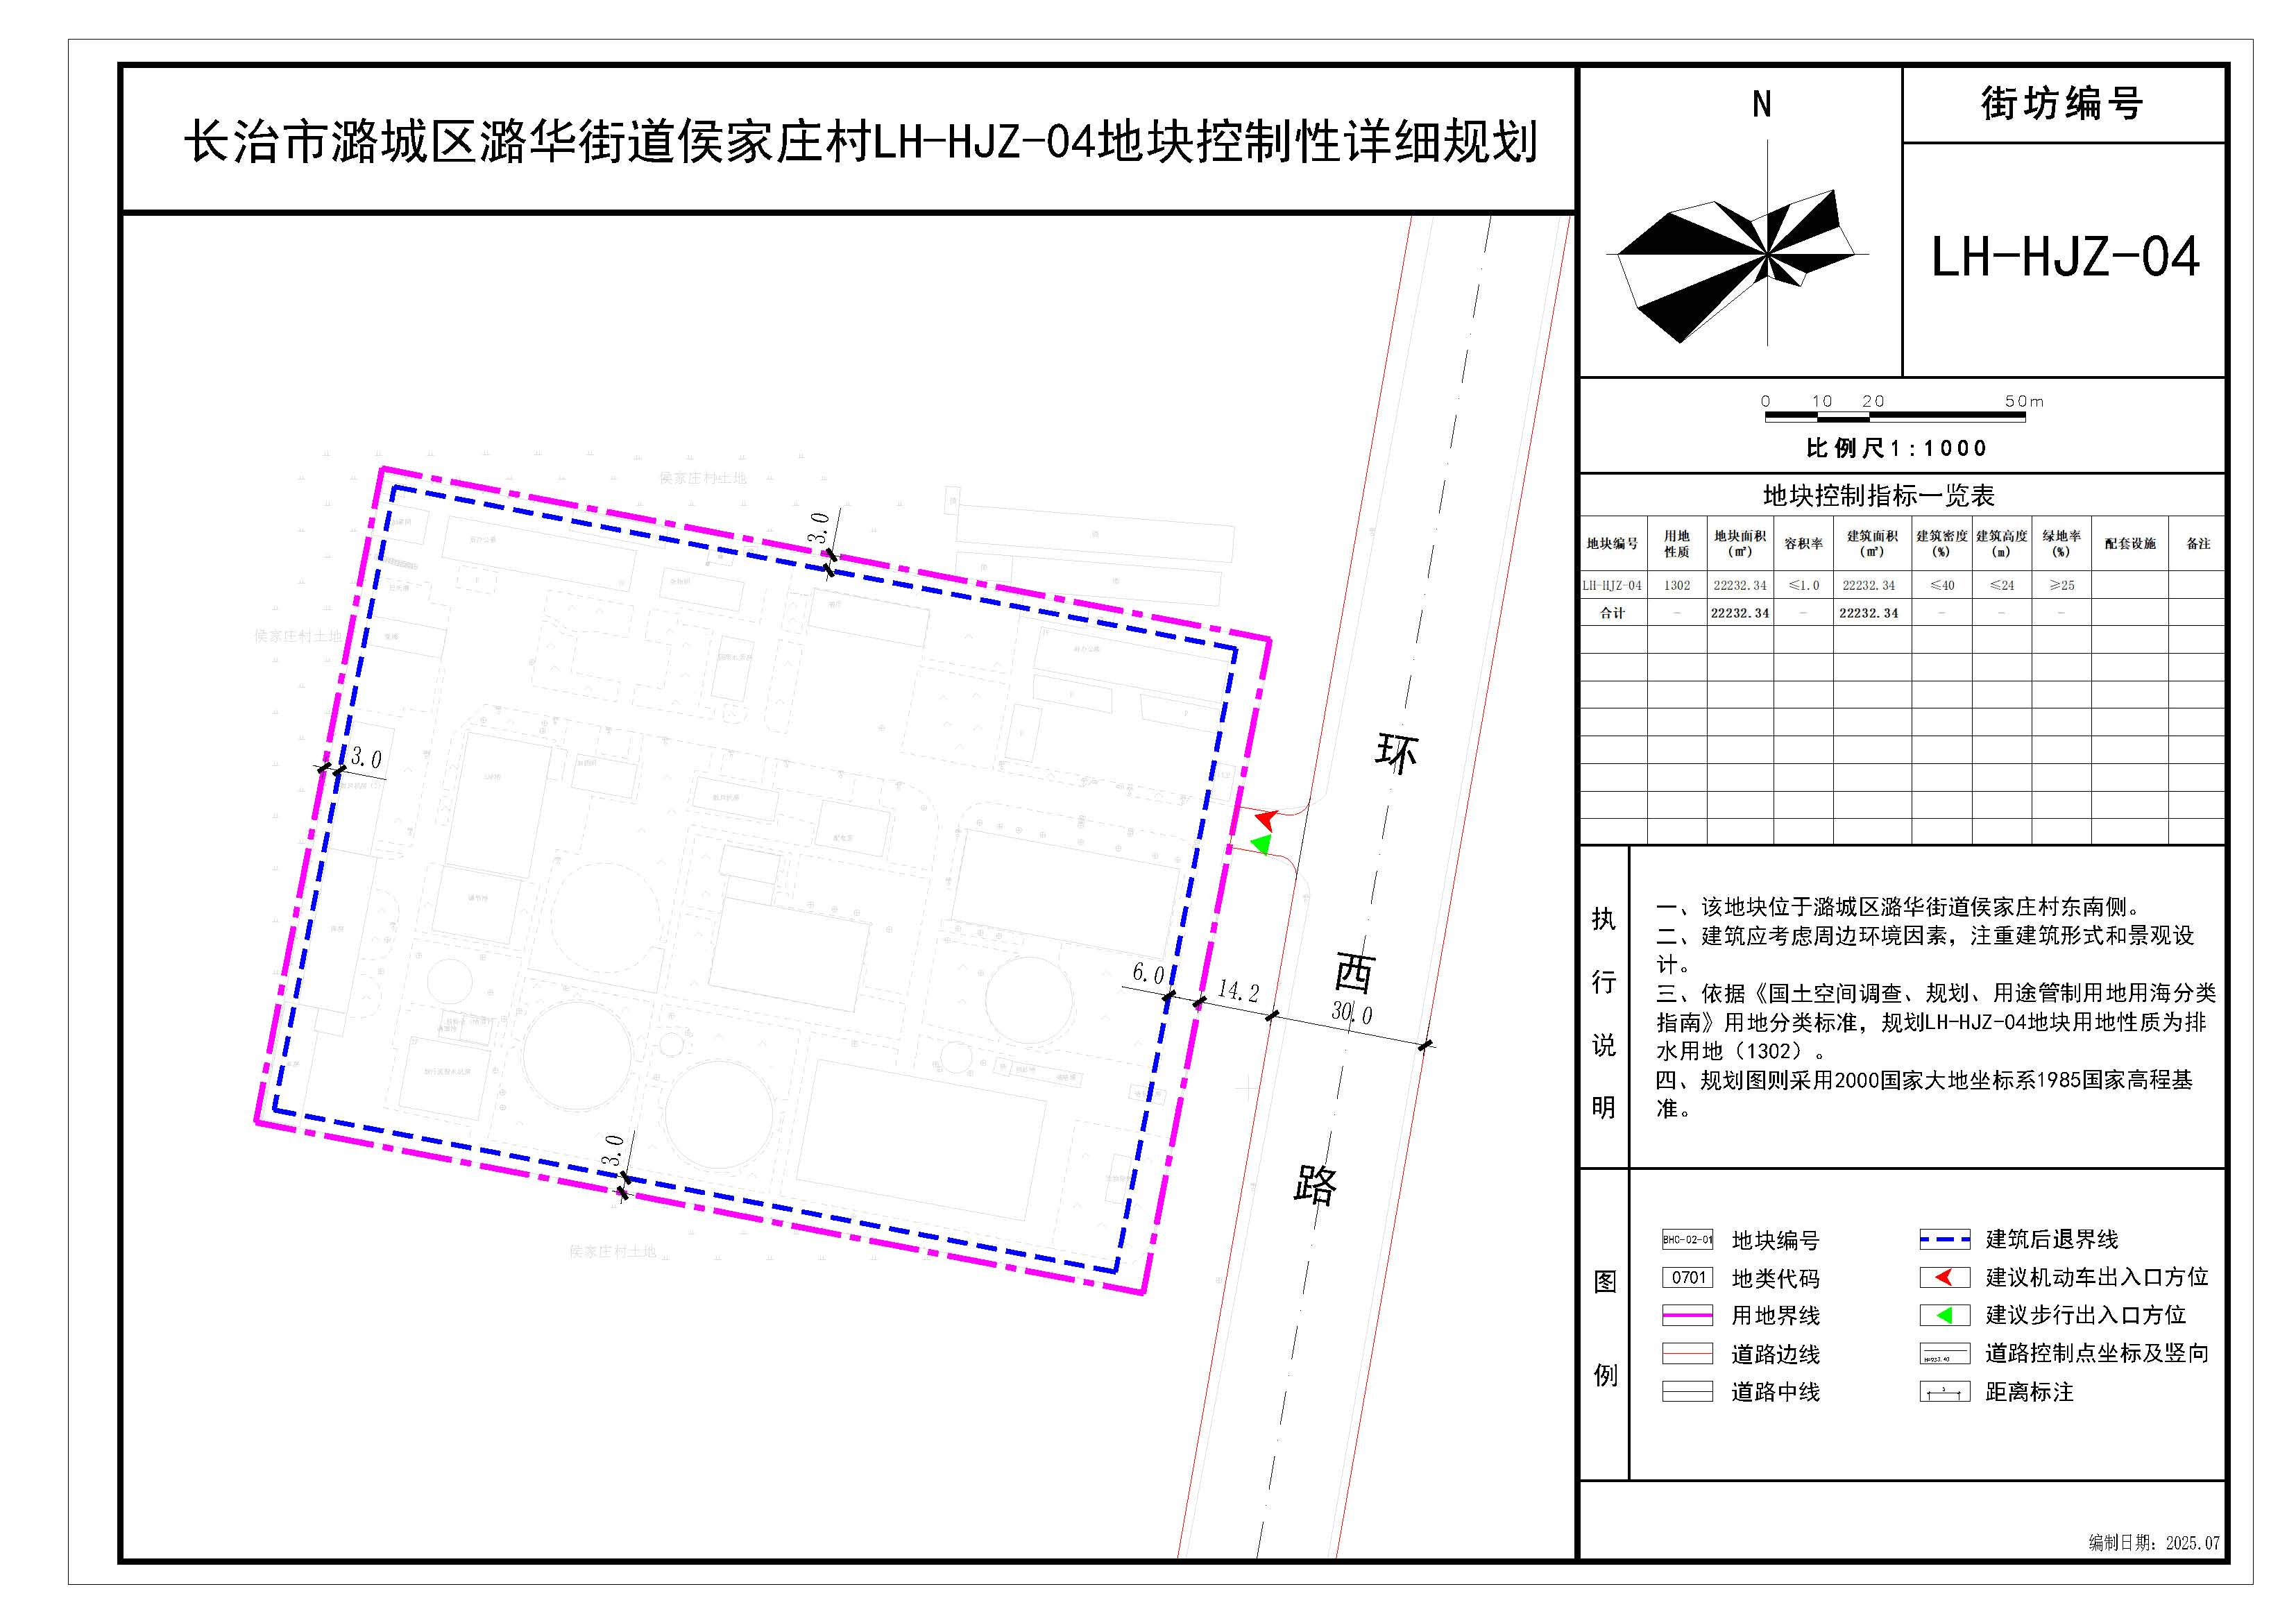 长治市潞城区潞华街道侯家庄村LH-HJZ-04地块控制性详细规划
N
街坊编号
LH-HJZ-04
0 10 20 50m
比例尺1:1000
地块控制指标一览表
地块编号 用地性质 地块面积(㎡) 容积率 建筑面积(㎡) 建筑密度(%) 建筑高度(m) 绿地率(%) 配套设施 备注
LH-HJZ-04 1302 22232.34 ≤1.0 22232.34 ≤40 ≤24 ≥25
合计 － 22232.34 － 22232.34 － － －
执行说明
一、该地块位于潞城区潞华街道侯家庄村东南侧。
二、建筑应考虑周边环境因素，注重建筑形式和景观设
计。
三、依据《国土空间调查、规划、用途管制用地用海分类
指南》用地分类标准，规划LH-HJZ-04地块用地性质为排
水用地（1302）。
四、规划图则采用2000国家大地坐标系1985国家高程基
准。
图例
BHC-02-01 地块编号
0701 地类代码
用地界线
道路边线
道路中线
建筑后退界线
建议机动车出入口方位
建议步行出入口方位
道路控制点坐标及竖向
距离标注
编制日期：2025.07
侯家庄村土地
3.0
侯家庄村土地
3.0
环
西
路
6.0
14.2
30.0
3.0
侯家庄村土地
配电室